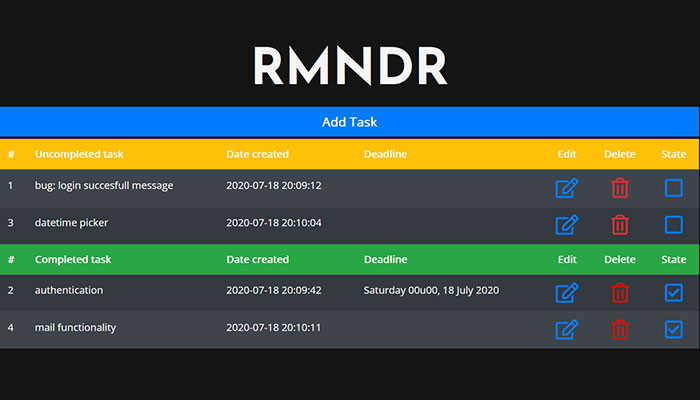 RMNDR
Add Task
# Uncompleted task Date created Deadline Edit Delete State
1 bug: login succesfull message 2020-07-18 20:09:12
3 datetime picker 2020-07-18 20:10:04
# Completed task Date created Deadline Edit Delete State
2 authentication 2020-07-18 20:09:42 Saturday 00u00, 18 July 2020
4 mail functionality 2020-07-18 20:10:11